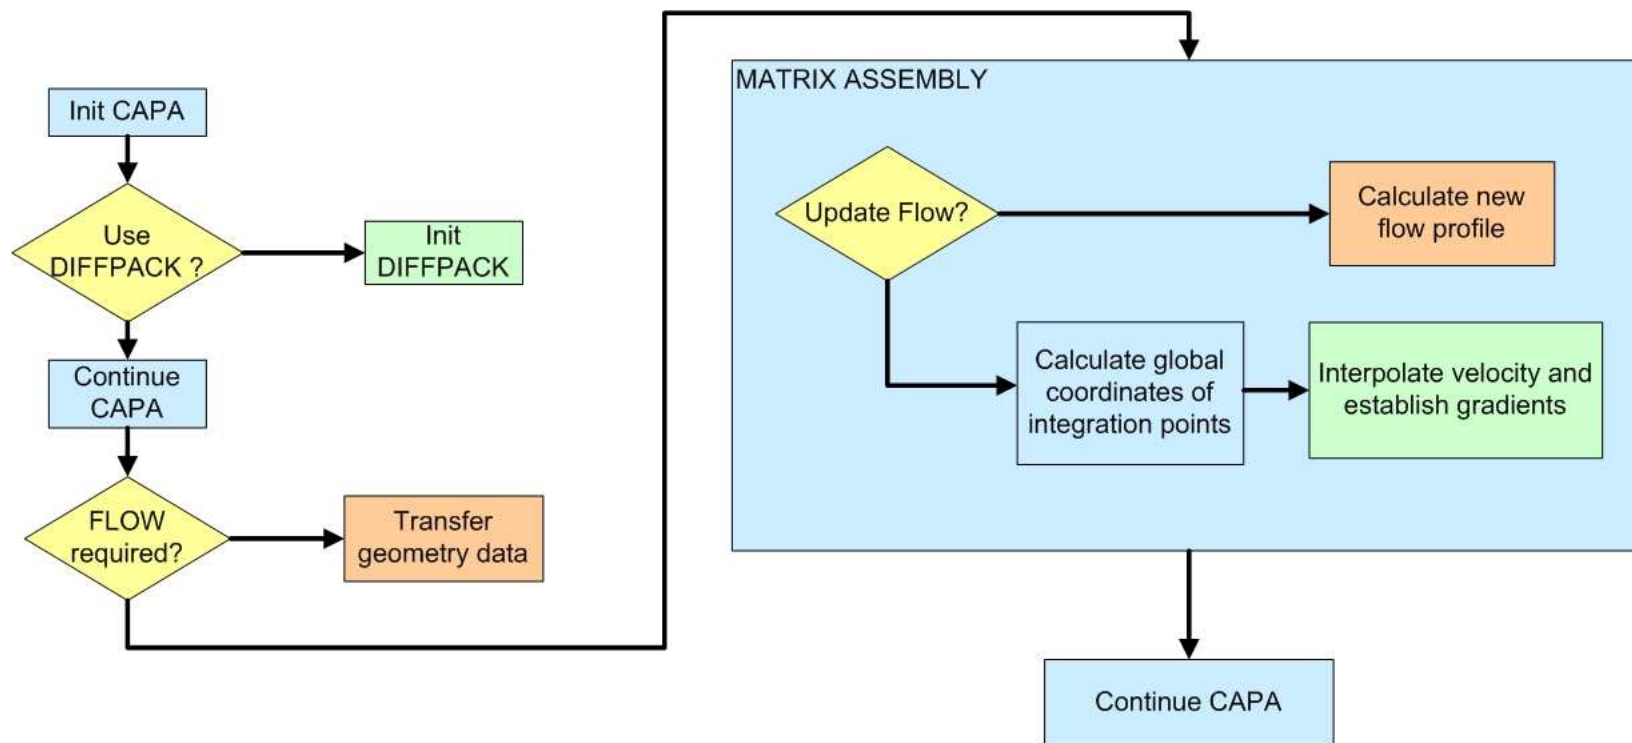 Init CAPA
Use
DIFFPACK ?
Init
DIFFPACK
Continue
CAPA
FLOW
required?
Transfer
geometry data
MATRIX ASSEMBLY
Update Flow?
Calculate new
flow profile
Calculate global
coordinates of
integration points
Interpolate velocity and
establish gradients
Continue CAPA